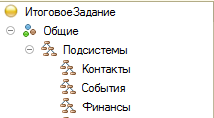 ИтоговоеЗадание
Общие
Подсистемы
Контакты
События
Финансы